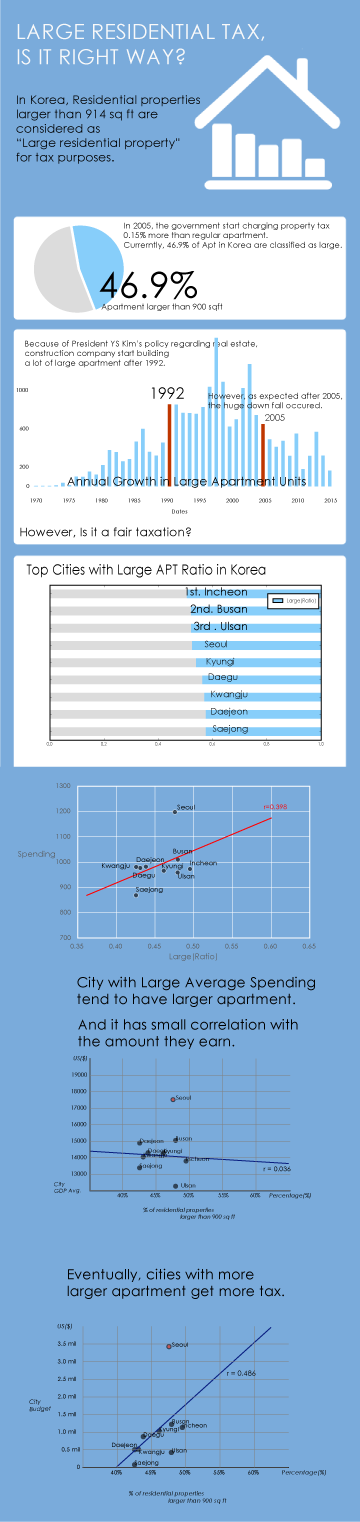 LARGE RESIDENTIAL TAX,
IS IT RIGHT WAY?
In Korea, Residential properties
larger than 914 sq ft are
considered as
"Large residential property"
for tax purposes.
In 2005, the government start charging property tax
0.15% more than regular apartment.
Currently, 46.9% of Apt in Korea are classified as large.
46.9%
Apartment larger than 900 sqft
Because of President YS Kim's policy regarding real estate,
construction company start building
a lot of large apartment after 1992.
1000
1992
However, as expected after 2005,
the huge down fall occured.
2005
600
200
Annual Growth in Large Apartment Units
0
1970 1975 1980 1985 1990 1995 2000 2005 2010 2015
Dates
However, Is it a fair taxation?
Top Cities with Large APT Ratio in Korea
1st. Incheon
Large(Ratio)
2nd. Busan
3rd . Ulsan
Seoul
Kyungi
Daegu
Kwangju
Daejeon
Saejong
0.0 0.2 0.4 0.6 0.8 1.0
1300
1200
1100
1000
900
800
700
Spending
Seoul
r=0.398
Busan
Daejeon
Kwangju
Kyungi
Incheon
Daegu
Ulsan
Saejong
0.35 0.40 0.45 0.50 0.55 0.60 0.65
Large(Ratio)
City with Large Average Spending
tend to have larger apartment.
And it has small correlation with
the amount they earn.
US($)
19000
18000
17000
16000
15000
14000
13000
Seoul
Daejeon
Busan
Kyungi
Incheon
Saejong
Ulsan
r = 0.036
City
GDP Avg.
40% 45% 50% 55% 60% Percentage(%)
% of residential properties
larger than 900 sq ft
Eventually, cities with more
larger apartment get more tax.
US($)
3.5 mil
3.0 mil
2.5 mil
2.0 mil
1.5 mil
1.0 mil
0.5 mil
0
Seoul
r = 0.486
City
Budget
Busan
Incheon
Kyungi
Daegu
Daejeon
Kwangju
Ulsan
Saejong
40% 45% 50% 55% 60% Percentage(%)
% of residential properties
larger than 900 sq ft